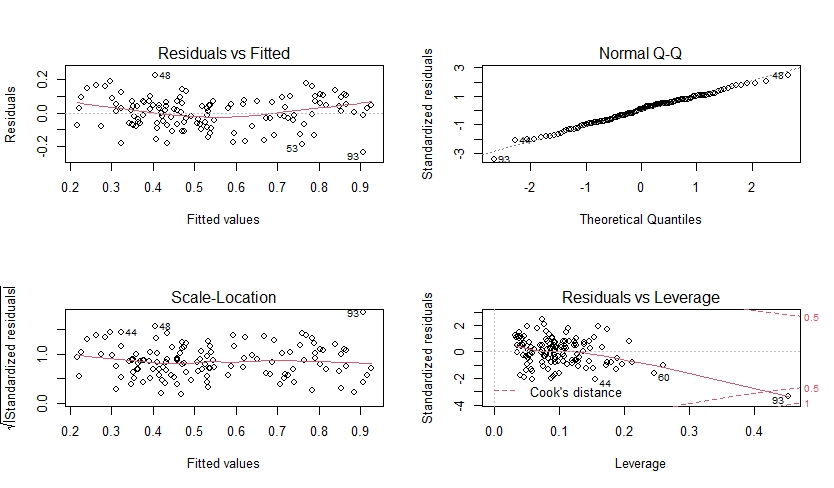 Residuals vs Fitted
Residuals
0.2
0.0
-0.2
48
53
93
0.2 0.3 0.4 0.5 0.6 0.7 0.8 0.9
Fitted values
Normal Q-Q
Standardized residuals
3
1
-1
-3
48
44
93
-2 -1 0 1 2
Theoretical Quantiles
Scale-Location
√|Standardized residuals|
1.0
0.0
44
48
93
0.2 0.3 0.4 0.5 0.6 0.7 0.8 0.9
Fitted values
Residuals vs Leverage
Standardized residuals
2
0
-2
-4
0.5
0.5
1
44
60
93
Cook's distance
0.0 0.1 0.2 0.3 0.4
Leverage